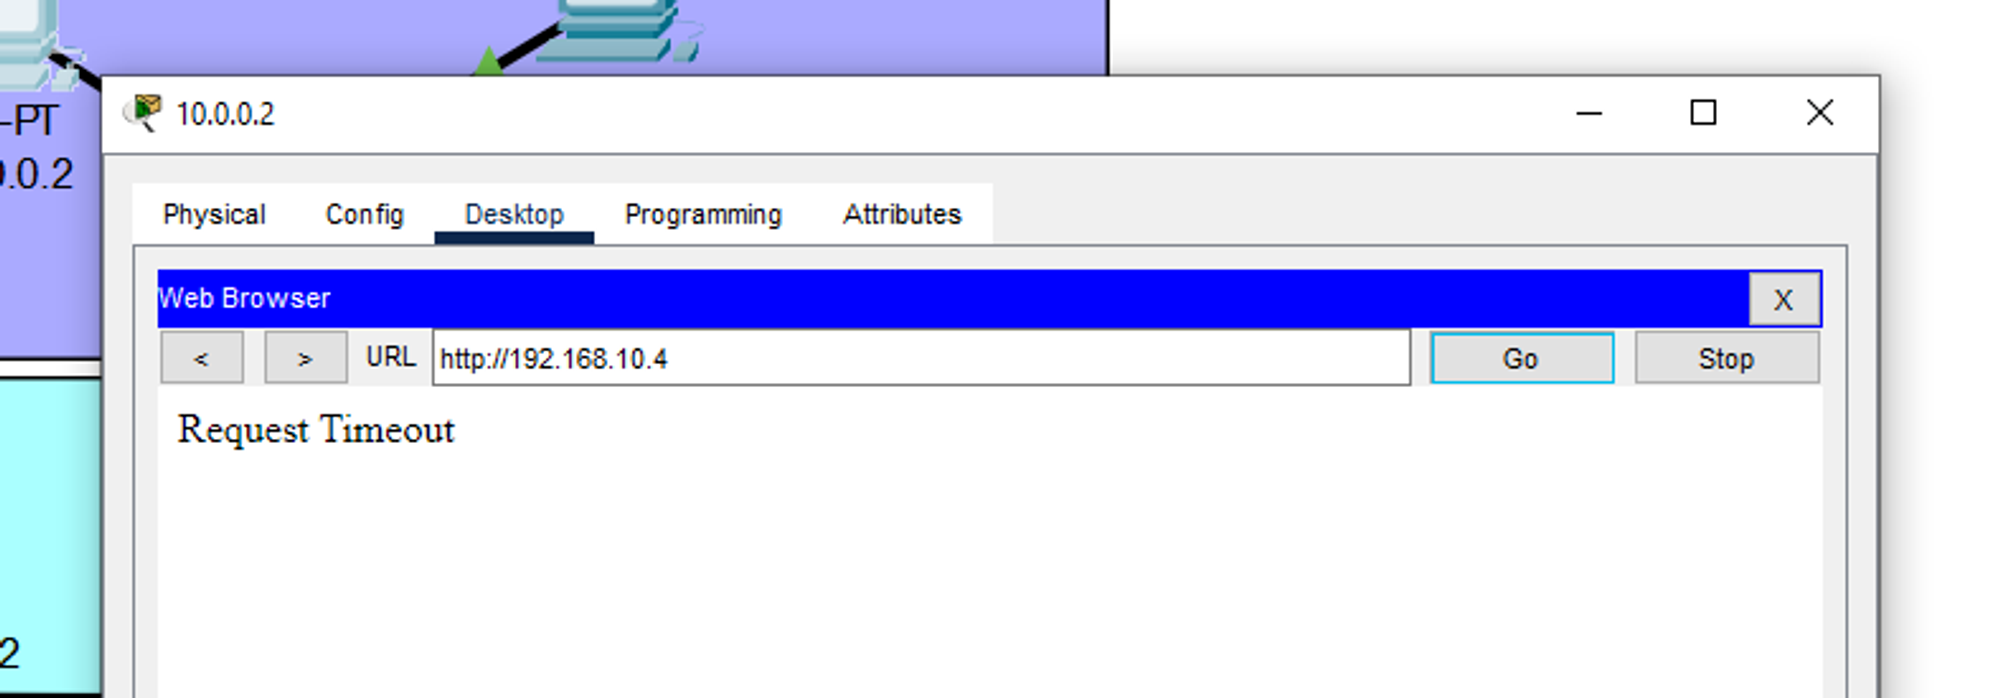 -PT
0.0.2
10.0.0.2
Physical Config Desktop Programming Attributes
Web Browser X
< > URL http://192.168.10.4 Go Stop
Request Timeout
2